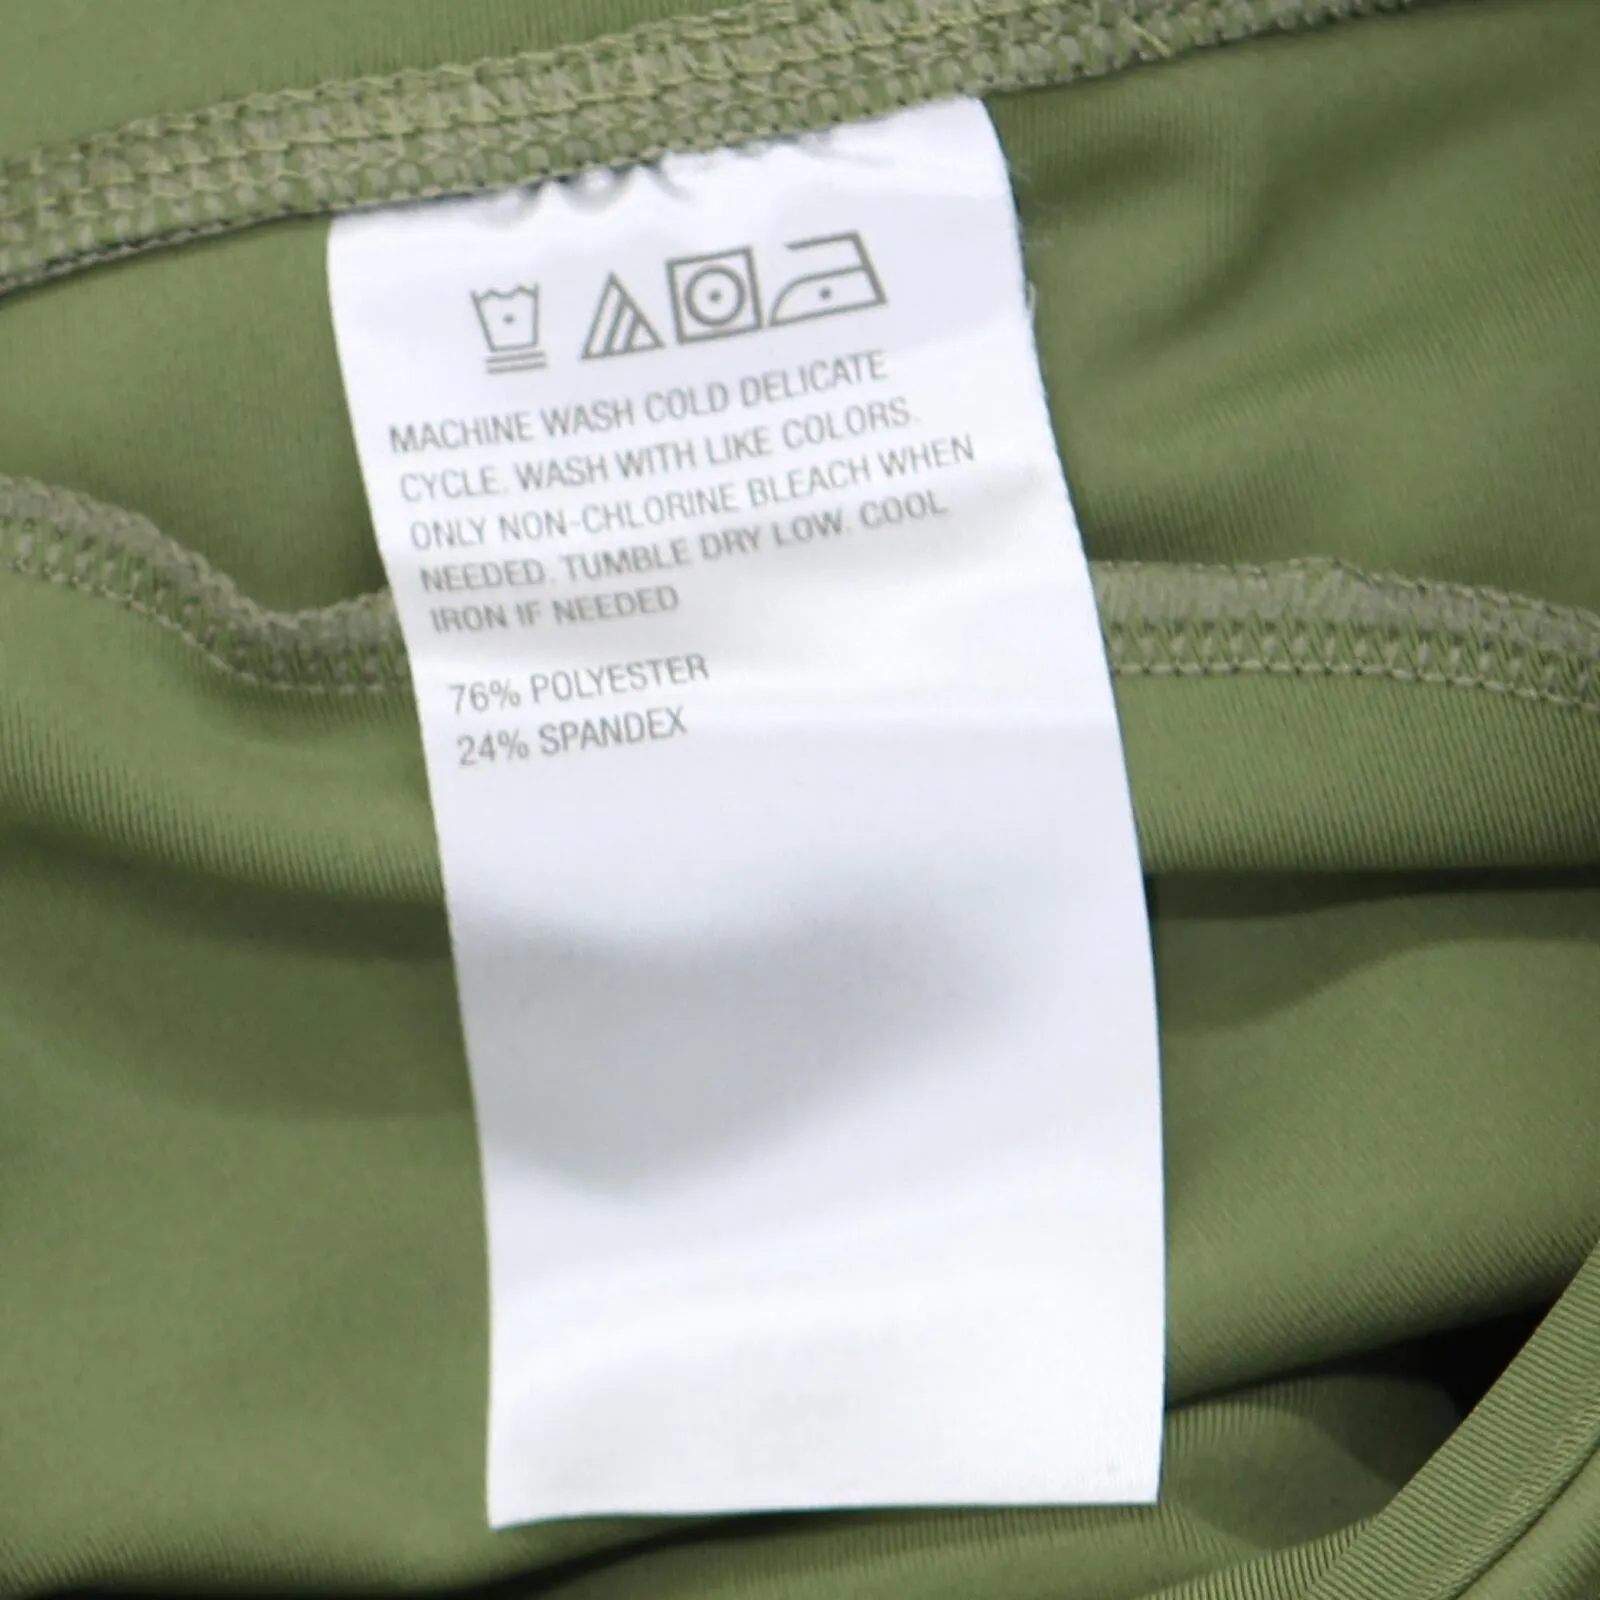 MACHINE WASH COLD DELICATE
CYCLE. WASH WITH LIKE COLORS.
ONLY NON-CHLORINE BLEACH WHEN
NEEDED. TUMBLE DRY LOW. COOL
IRON IF NEEDED
76% POLYESTER
24% SPANDEX